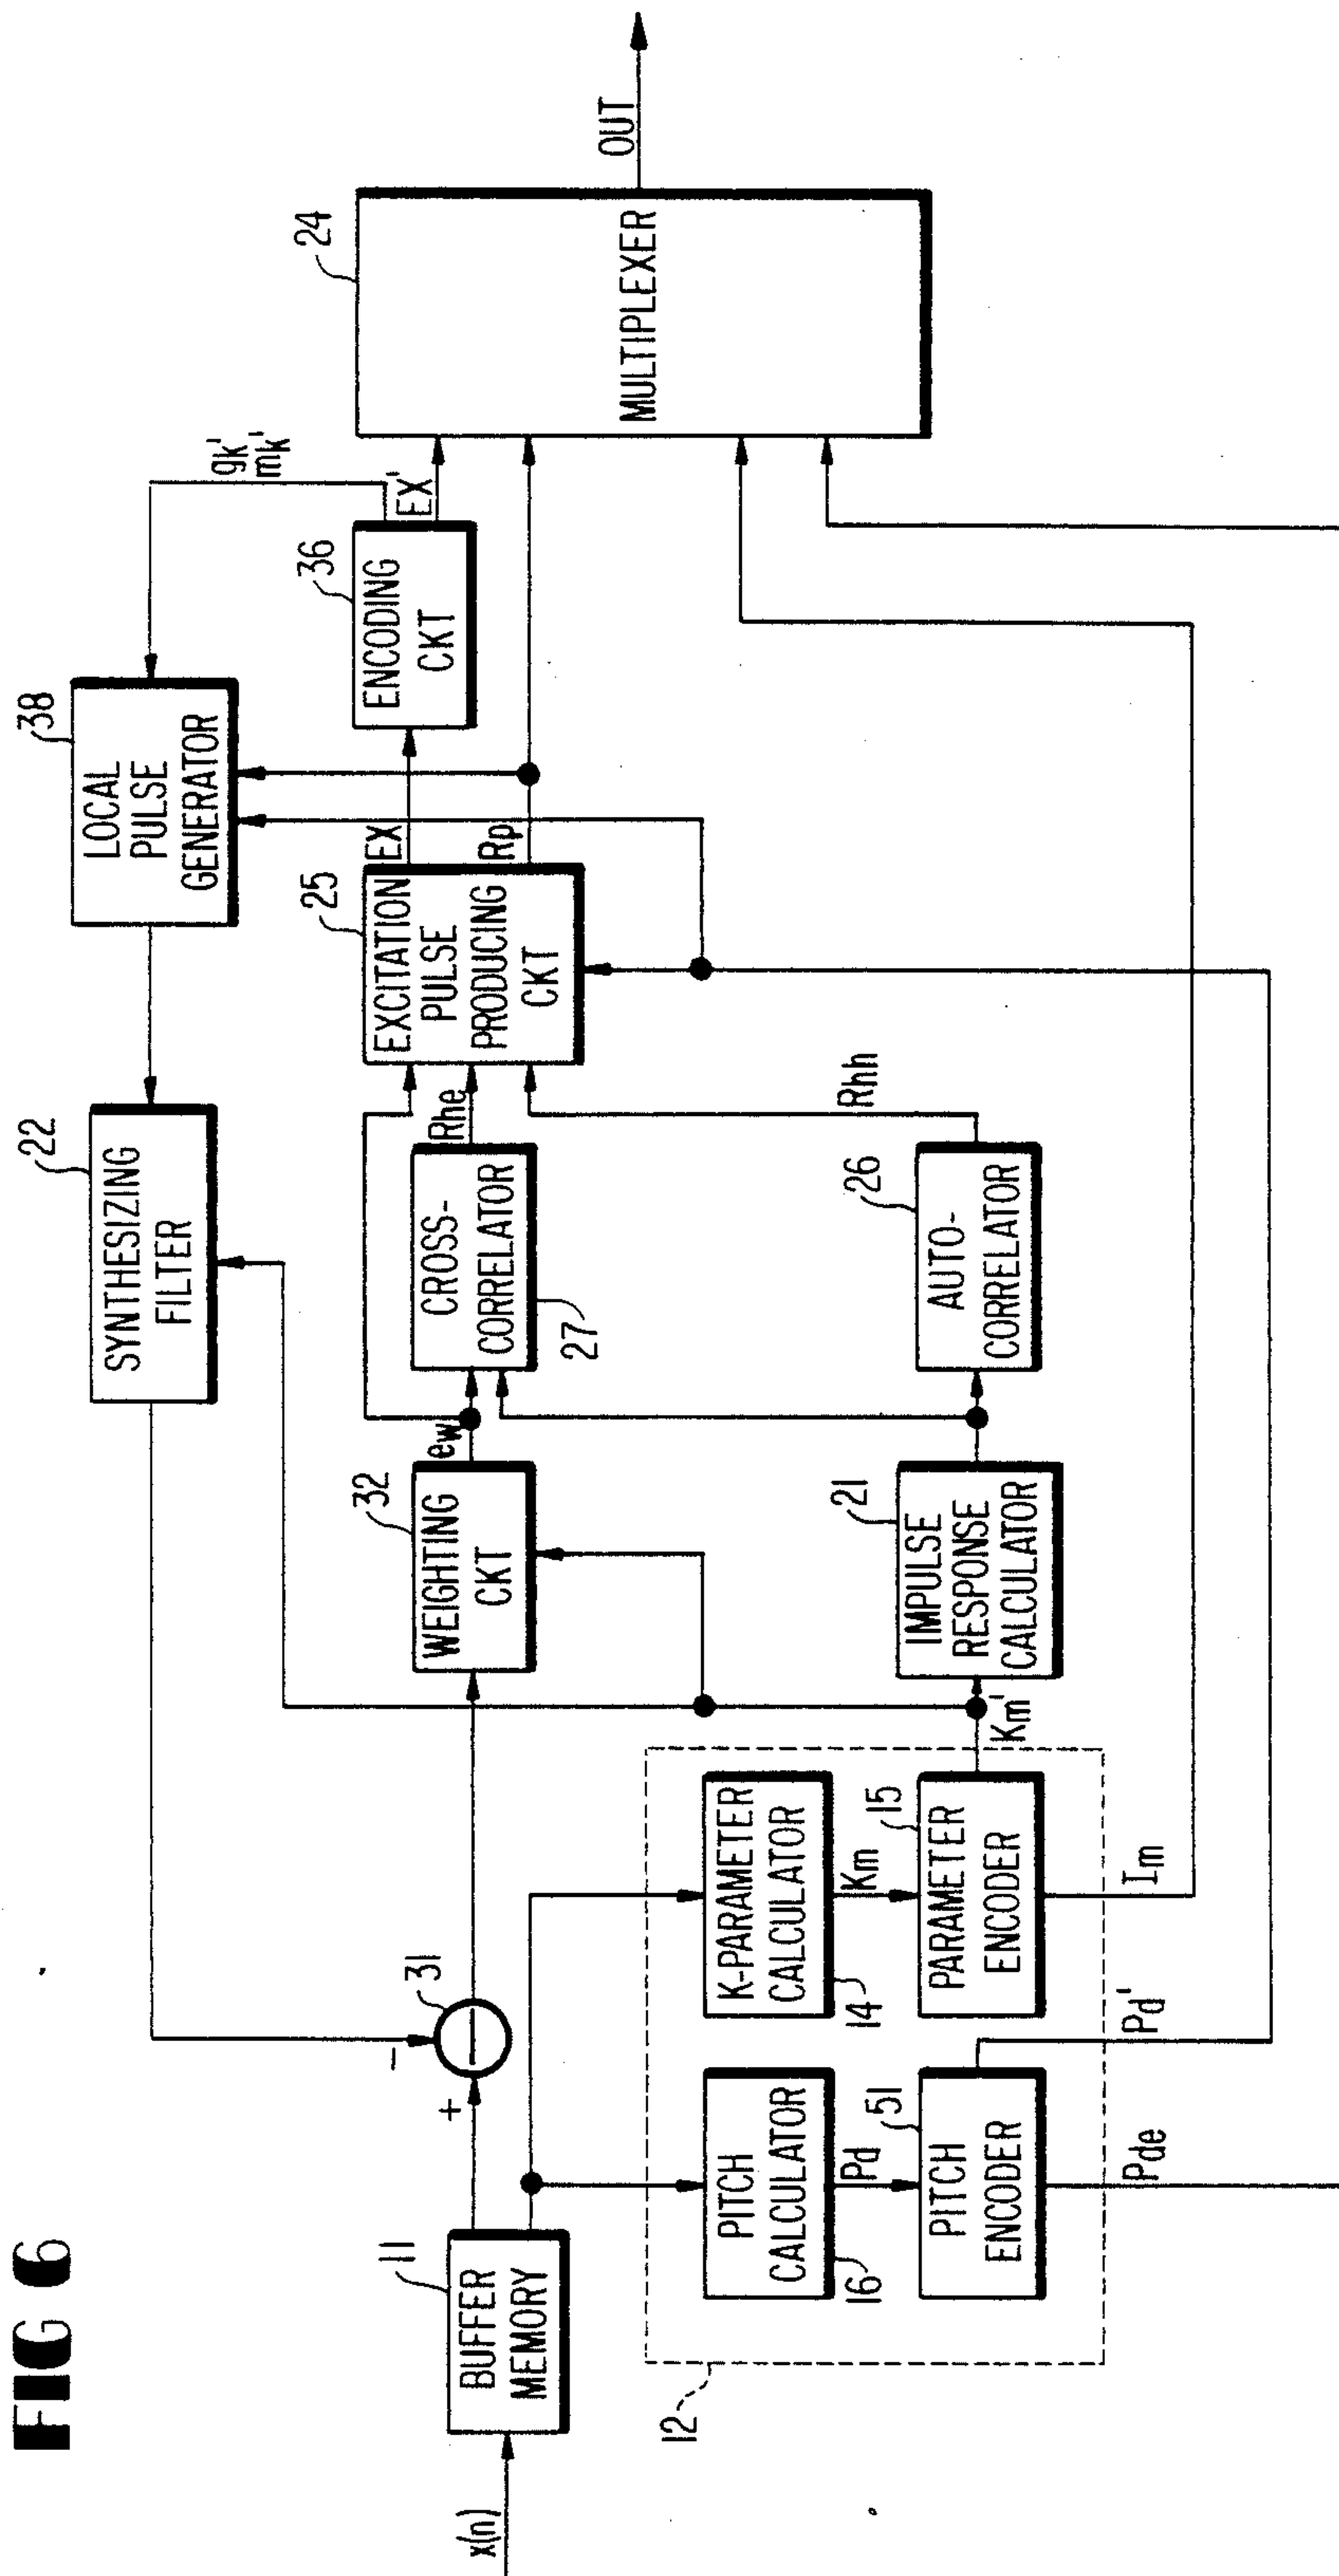 FIG 6
x(n)
11
BUFFER
MEMORY
+
-
31
12
PITCH
CALCULATOR
16
Pd
PITCH
ENCODER
51
Pde
Pd'
K-PARAMETER
CALCULATOR
14
Km
PARAMETER
ENCODER
15
Im
Km'
WEIGHTING
CKT
32
ew
IMPULSE
RESPONSE
CALCULATOR
21
SYNTHESIZING
FILTER
22
CROSS-
CORRELATOR
27
Rhe
AUTO-
CORRELATOR
26
Rhh
EXCITATION
PULSE
PRODUCING
CKT
25
EX
Rp
LOCAL
PULSE
GENERATOR
38
ENCODING
CKT
36
gk'
mk'
EX'
MULTIPLEXER
24
OUT